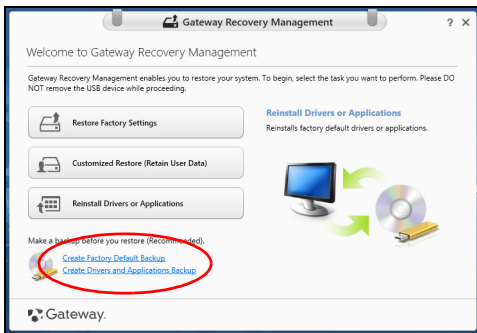 Gateway Recovery Management
? X
Welcome to Gateway Recovery Management
Gateway Recovery Management enables you to restore your system. To begin, select the task you want to perform. Please DO
NOT remove the USB device while proceeding.
Restore Factory Settings
Customized Restore (Retain User Data)
Reinstall Drivers or Applications
Reinstall Drivers or Applications
Reinstalls factory default drivers or applications.
Make a backup before you restore (Recommended).
Create Factory Default Backup
Create Drivers and Applications Backup
Gateway.